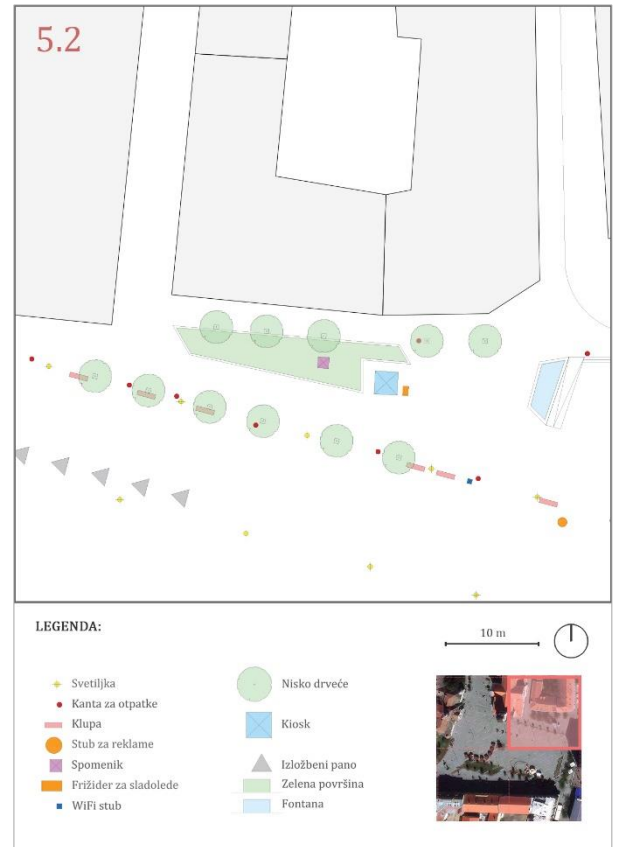 5.2
LEGENDA:
10 m
Svetiljka
Kanta za otpatke
Klupa
Stub za reklame
Spomenik
Frižider za sladolede
WiFi stub
Nisko drveće
Kiosk
Izložbeni pano
Zelena površina
Fontana